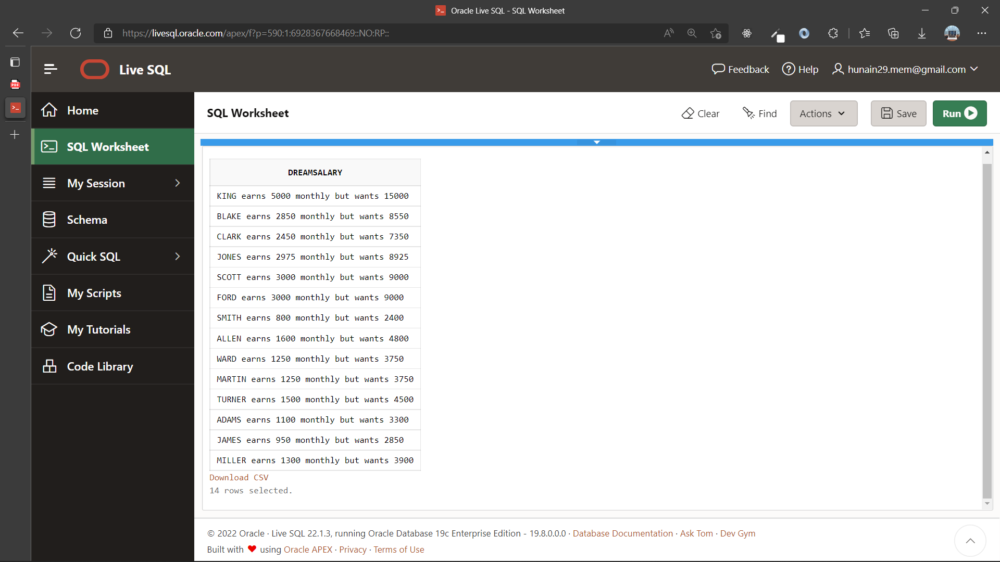 Oracle Live SQL - SQL Worksheet
https://livesql.oracle.com/apex/f?p=590:1:6928367668469::NO:RP::
Live SQL
Feedback
Help
hunain29.mem@gmail.com
PDF
Home
SQL Worksheet
My Session
Schema
Quick SQL
My Scripts
My Tutorials
Code Library
SQL Worksheet
Clear
Find
Actions
Save
Run
DREAMSALARY
KING earns 5000 monthly but wants 15000
BLAKE earns 2850 monthly but wants 8550
CLARK earns 2450 monthly but wants 7350
JONES earns 2975 monthly but wants 8925
SCOTT earns 3000 monthly but wants 9000
FORD earns 3000 monthly but wants 9000
SMITH earns 800 monthly but wants 2400
ALLEN earns 1600 monthly but wants 4800
WARD earns 1250 monthly but wants 3750
MARTIN earns 1250 monthly but wants 3750
TURNER earns 1500 monthly but wants 4500
ADAMS earns 1100 monthly but wants 3300
JAMES earns 950 monthly but wants 2850
MILLER earns 1300 monthly but wants 3900
Download CSV
14 rows selected.
© 2022 Oracle · Live SQL 22.1.3, running Oracle Database 19c Enterprise Edition - 19.8.0.0.0 · Database Documentation · Ask Tom · Dev Gym
Built with ❤ using Oracle APEX · Privacy · Terms of Use